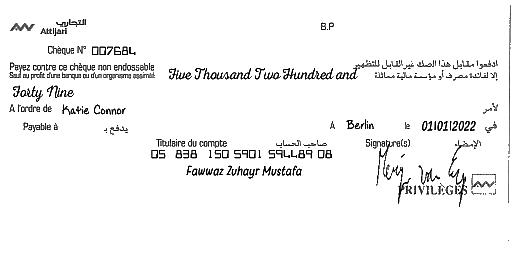 التجاري
Attijari
B.P
Chèque N° 007684
Payez contre ce chèque non endossable
Sauf au profit d'une banque ou d'un organisme assimilé
Five Thousand Two Hundred and
ادفعوا مقابل هذا الصك غير القابل للتظهير
إلا لفائدة مصرف أو مؤسسة مالية مماثلة
Forty Nine
A l'ordre de Katie Connor
لأمر
Payable à يدفع بـ
A Berlin le 01/01/2022 في
Titulaire du compte صاحب الحساب
Signature(s) الإمضاء
05 838 150 5901 594489 08
Fawwaz Zuhayr Mustafa
PRIVILÈGES